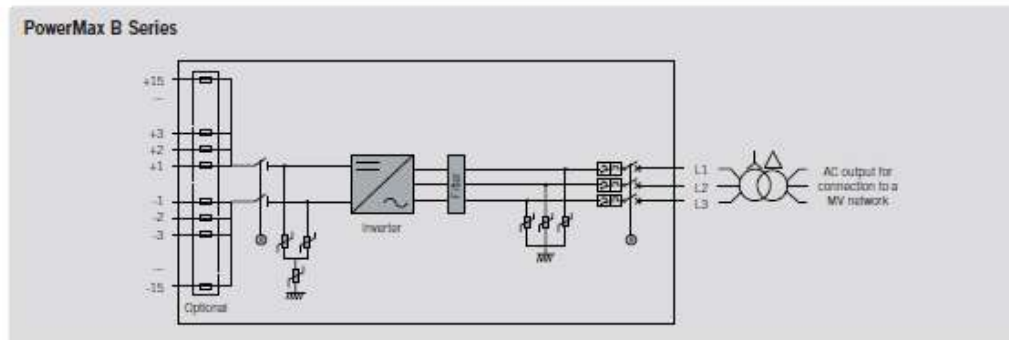 PowerMax B Series
+15
...
+3
+2
+1
-1
-2
-3
...
-15
Optional
Inverter
Filter
L1
L2
L3
AC output for
connection to a
MV network